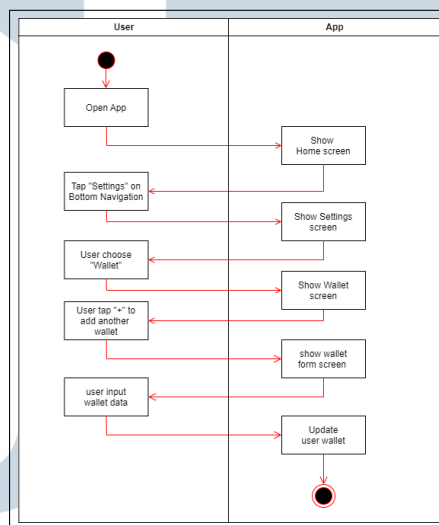 User
App
Open App
Show
Home screen
Tap "Settings" on
Bottom Navigation
Show Settings
screen
User choose
"Wallet"
Show Wallet
screen
User tap "+" to
add another
wallet
show wallet
form screen
user input
wallet data
Update
user wallet